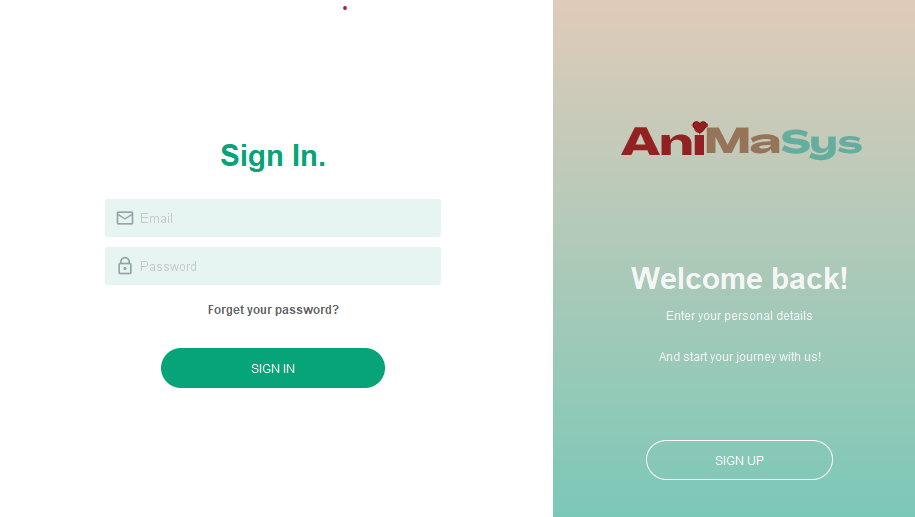 Sign In.
Email
Password
Forget your password?
SIGN IN
AniMaSys
Welcome back!
Enter your personal details
And start your journey with us!
SIGN UP